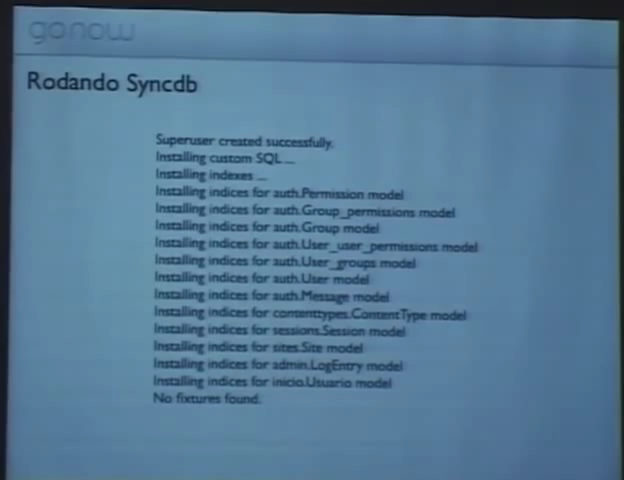 gonow
Rodando Syncdb
Superuser created successfully.
Installing custom SQL ...
Installing indexes ...
Installing indices for auth.Permission model
Installing indices for auth.Group_permissions model
Installing indices for auth.Group model
Installing indices for auth.User_user_permissions model
Installing indices for auth.User_groups model
Installing indices for auth.User model
Installing indices for auth.Message model
Installing indices for contenttypes.ContentType model
Installing indices for sessions.Session model
Installing indices for sites.Site model
Installing indices for admin.LogEntry model
Installing indices for inicio.Usuario model
No fixtures found.